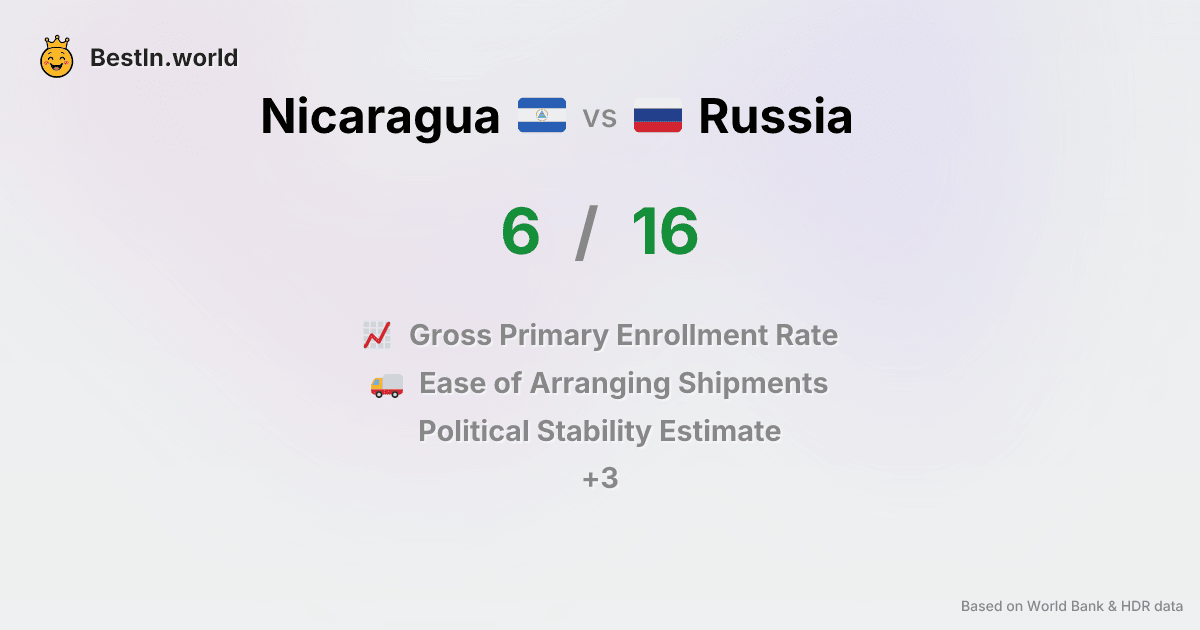 BestIn.world
Nicaragua vs Russia
6 / 16
Gross Primary Enrollment Rate
Ease of Arranging Shipments
Political Stability Estimate
+3
Based on World Bank & HDR data